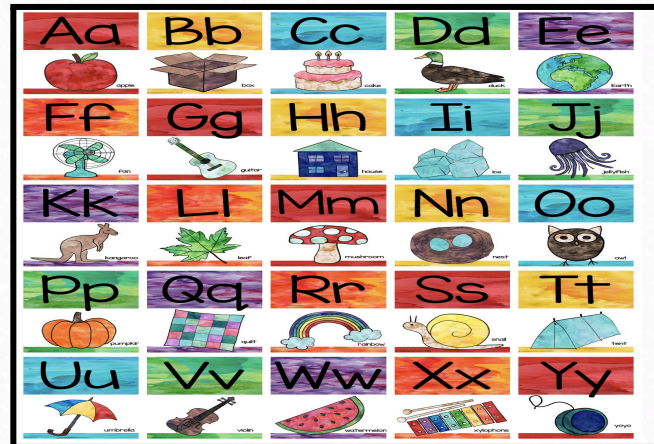 Aa Bb Cc Dd Ee
apple box cake duck Earth
Ff Gg Hh Ii Jj
fan guitar house ice jellyfish
Kk Ll Mm Nn Oo
kangaroo leaf mushroom nest owl
Pp Qq Rr Ss Tt
pumpkin quilt rainbow snail tent
Uu Vv Ww Xx Yy
umbrella violin watermelon xylophone yoyo